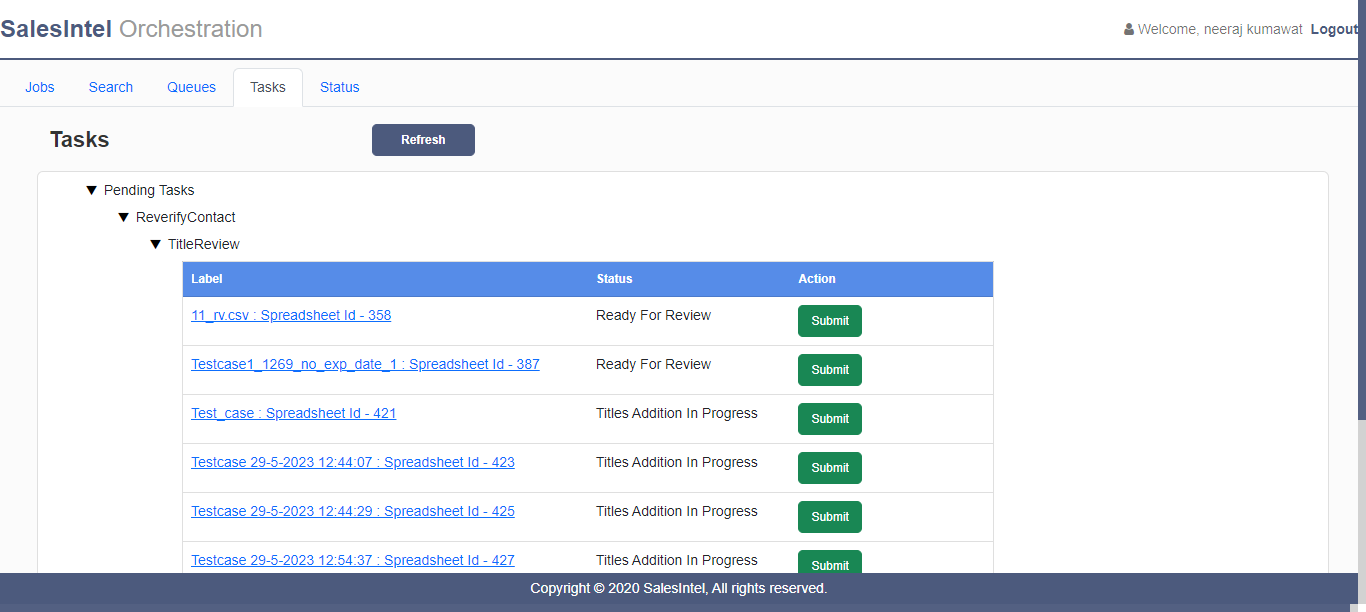 SalesIntel Orchestration
Welcome, neeraj kumawat Logout
Jobs Search Queues Tasks Status
Tasks Refresh
Pending Tasks
ReverifyContact
TitleReview
Label Status Action
11_rv.csv : Spreadsheet Id - 358 Ready For Review Submit
Testcase1_1269_no_exp_date_1 : Spreadsheet Id - 387 Ready For Review Submit
Test_case : Spreadsheet Id - 421 Titles Addition In Progress Submit
Testcase 29-5-2023 12:44:07 : Spreadsheet Id - 423 Titles Addition In Progress Submit
Testcase 29-5-2023 12:44:29 : Spreadsheet Id - 425 Titles Addition In Progress Submit
Testcase 29-5-2023 12:54:37 : Spreadsheet Id - 427 Titles Addition In Progress Submit
Copyright © 2020 SalesIntel, All rights reserved.